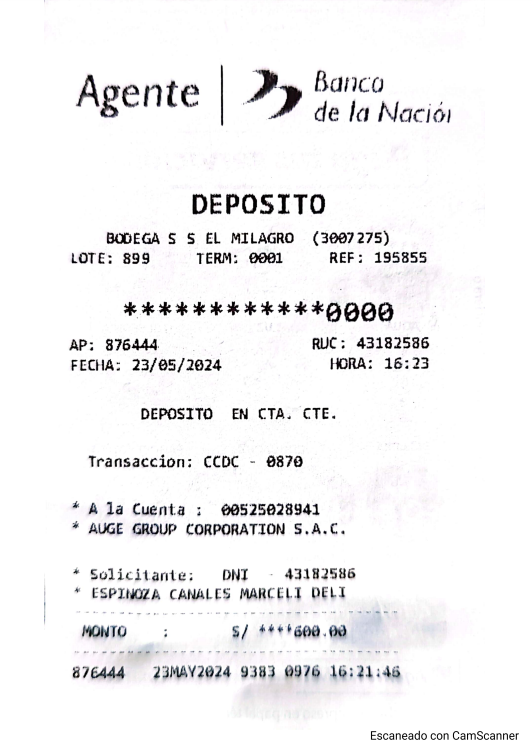 Agente | Banco
de la Nación
DEPOSITO
BODEGA S S EL MILAGRO (3007275)
LOTE: 899 TERM: 0001 REF: 195855
************0000
AP: 876444 RUC: 43182586
FECHA: 23/05/2024 HORA: 16:23
DEPOSITO EN CTA. CTE.
Transaccion: CCDC - 0870
* A la Cuenta : 00525028941
* AUGE GROUP CORPORATION S.A.C.
* Solicitante: DNI - 43182586
* ESPINOZA CANALES MARCELI DELI
MONTO : S/ ****600.00
876444 23MAY2024 9383 0976 16:21:46
Escaneado con CamScanner